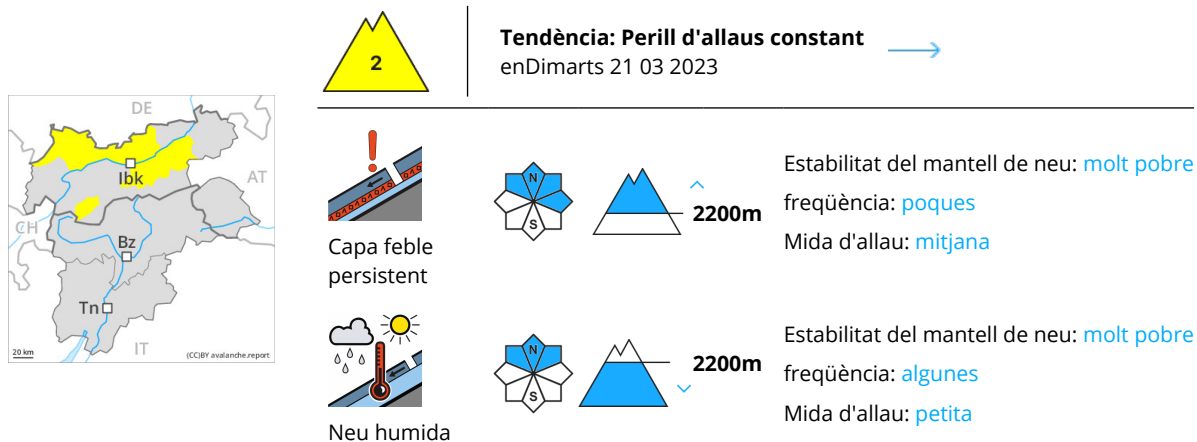 2
Tendència: Perill d'allaus constant
enDimarts 21 03 2023
DE
Ibk
AT
CH
Bz
Tn
IT
20 km
(CC)BY avalanche.report
N
S
2200m
Capa feble
persistent
Estabilitat del mantell de neu: molt pobre
freqüència: poques
Mida d'allau: mitjana
N
S
2200m
Neu humida
Estabilitat del mantell de neu: molt pobre
freqüència: algunes
Mida d'allau: petita